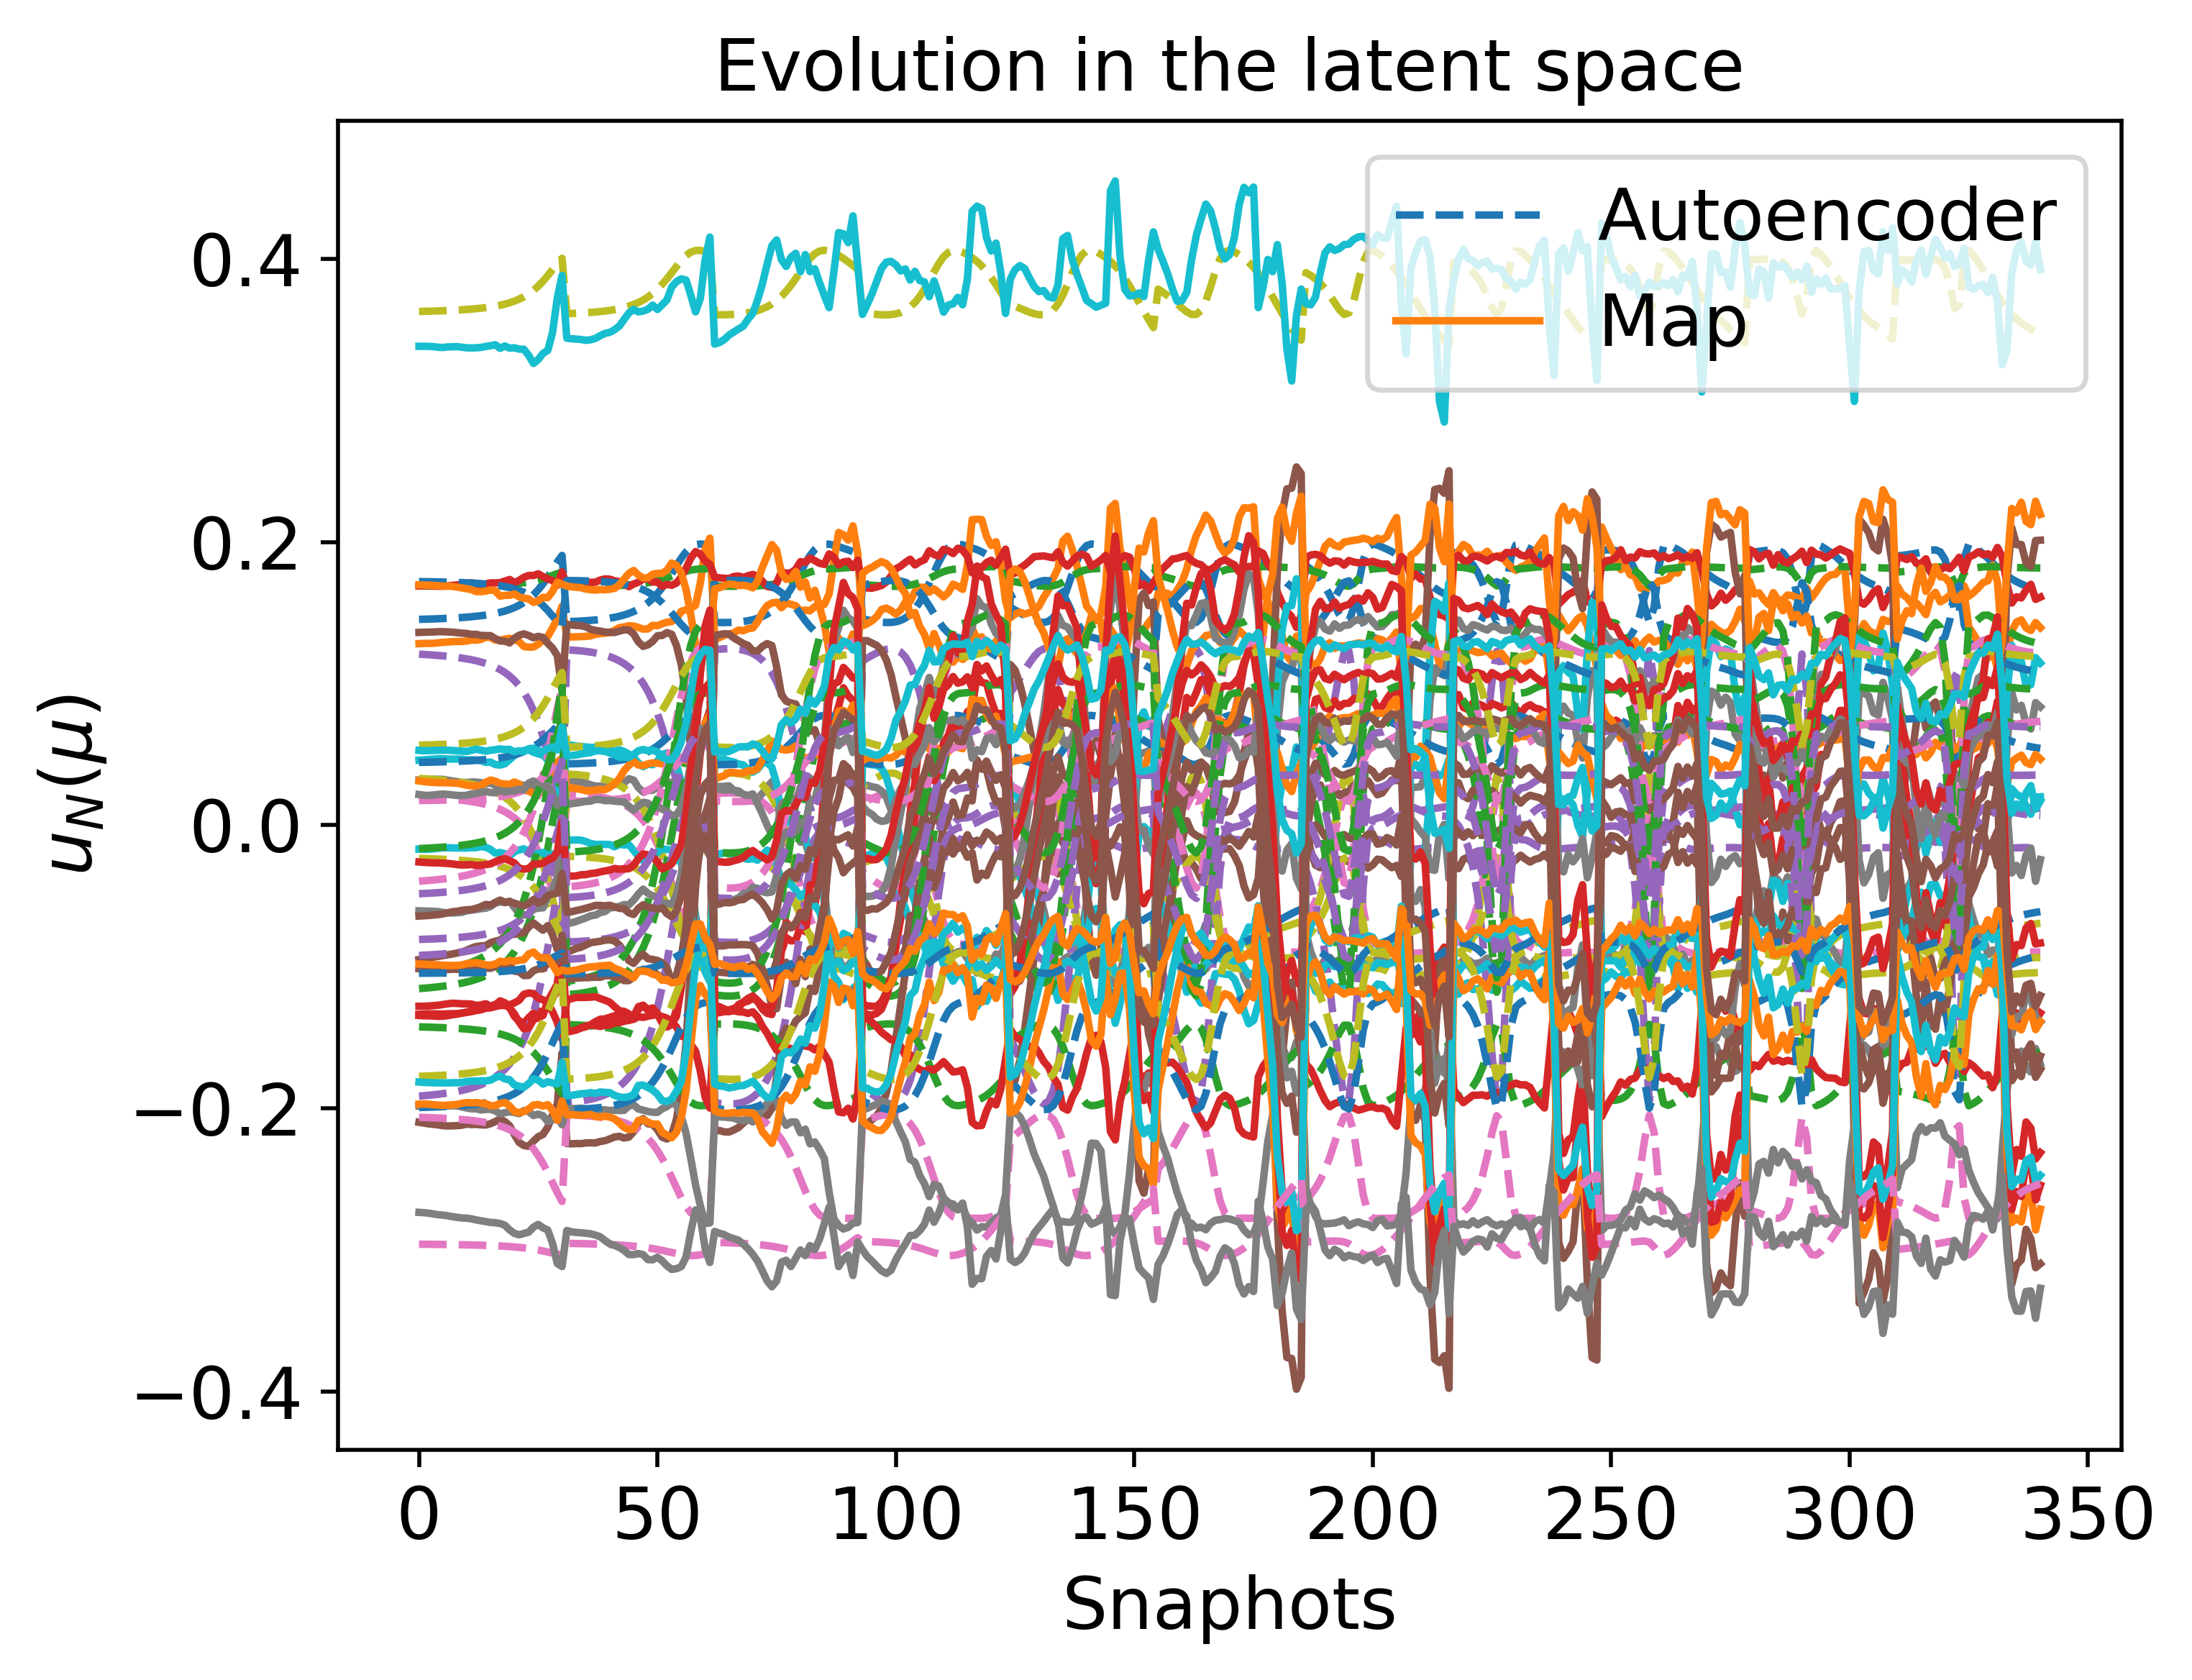 Evolution in the latent space
Autoencoder
Map
0.4
0.2
0.0
−0.2
−0.4
u_N(μ)
0 50 100 150 200 250 300 350
Snaphots